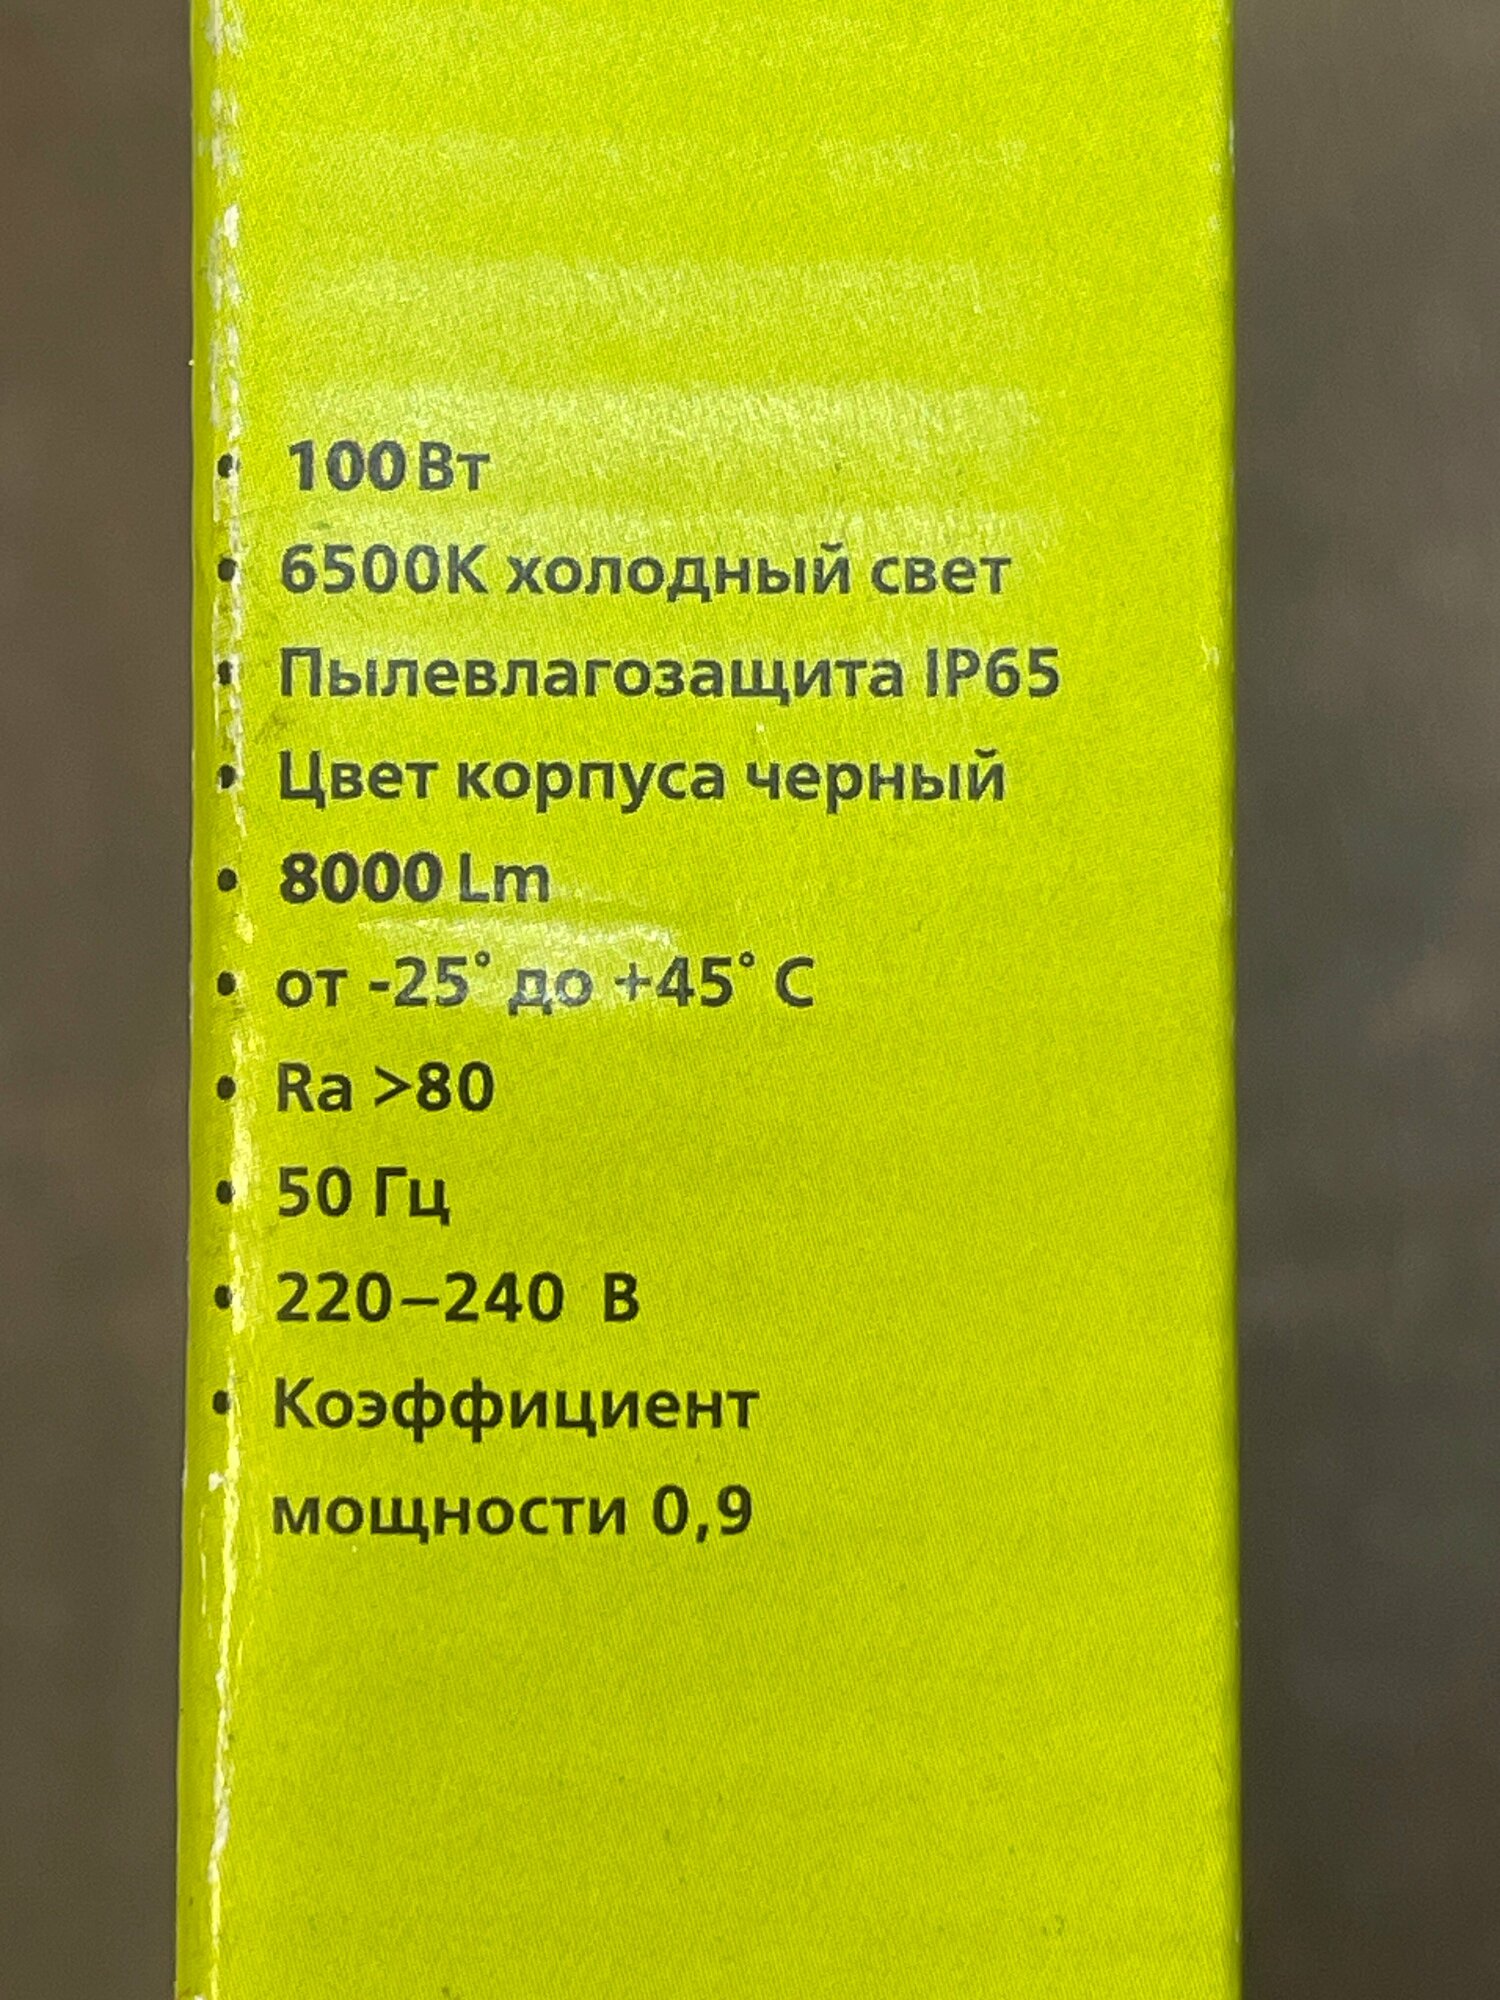 • 100 Вт
• 6500К холодный свет
• Пылевлагозащита IP65
• Цвет корпуса черный
• 8000 Lm
• от -25° до +45° С
• Ra >80
• 50 Гц
• 220–240 В
• Коэффициент
мощности 0,9